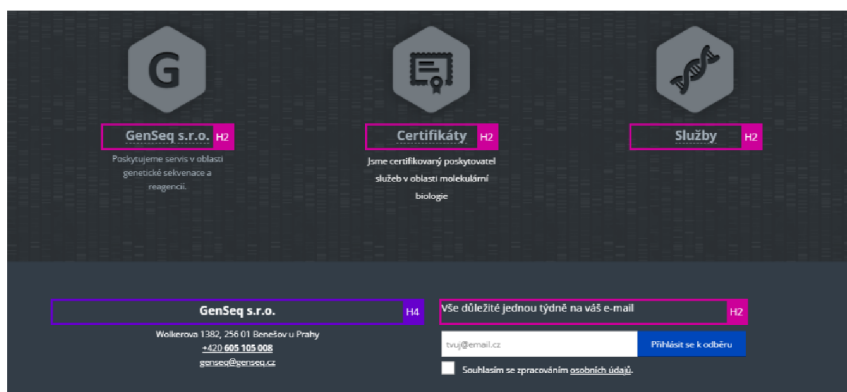 G
GenSeq s.r.o. H2
Poskytujeme servis v oblasti
genetické sekvenace a
reagencií.
Certifikáty H2
Jsme certifikovaný poskytovatel
služeb v oblasti molekulární
biologie
Služby H2
GenSeq s.r.o. H4
Wolkerova 1382, 256 01 Benešov u Prahy
+420 605 105 008
genseq@genseq.cz
Vše důležité jednou týdně na váš e-mail H2
tvuj@email.cz Přihlásit se k odběru
Souhlasím se zpracováním osobních údajů.